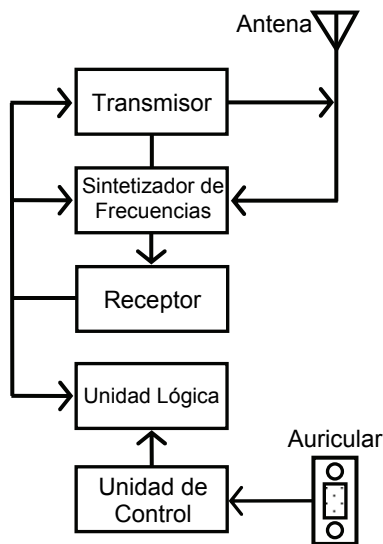 Antena
Transmisor
Sintetizador de
Frecuencias
Receptor
Unidad Lógica
Auricular
Unidad de
Control